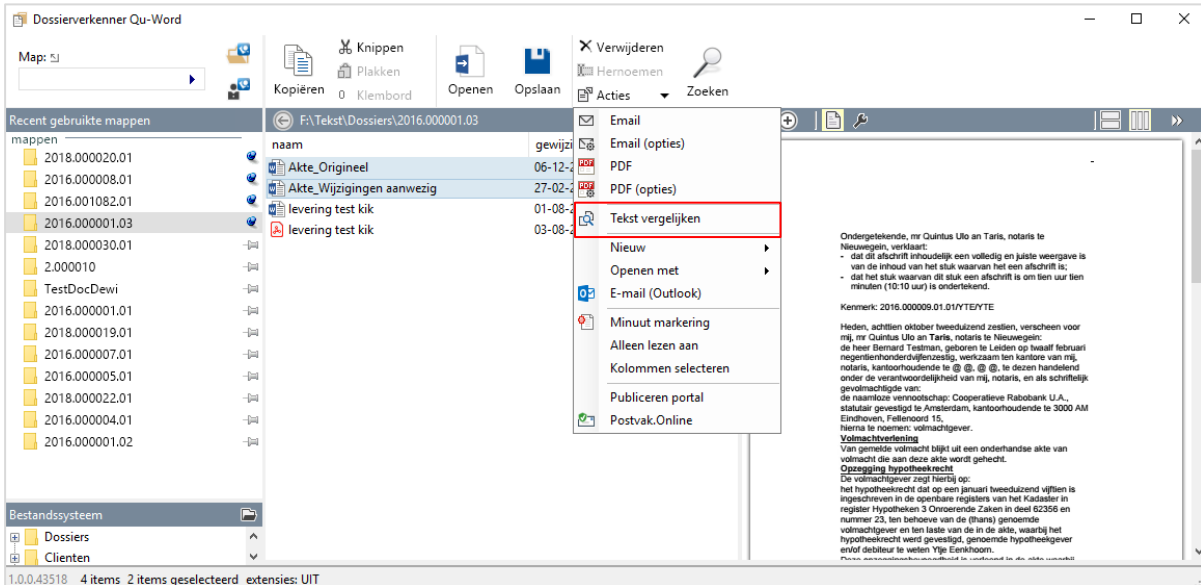 Dossierverkenner Qu-Word
Map:
Kopiëren
Knippen
Plakken
0 Klembord
Openen
Opslaan
Verwijderen
Hernoemen
Acties
Zoeken
Recent gebruikte mappen
mappen
2018.000020.01
2016.000008.01
2016.001082.01
2016.000001.03
2018.000030.01
2.000010
TestDocDewi
2016.000001.01
2018.000019.01
2016.000007.01
2016.000005.01
2018.000022.01
2016.000004.01
2016.000001.02
Bestandssysteem
Dossiers
Clienten
F:\Tekst\Dossiers\2016.000001.03
naam gewijzi
Akte_Origineel 06-12-2
Akte_Wijzigingen aanwezig 27-02-2
levering test kik 01-08-2
levering test kik 03-08-2
Email
Email (opties)
PDF
PDF (opties)
Tekst vergelijken
Nieuw
Openen met
E-mail (Outlook)
Minuut markering
Alleen lezen aan
Kolommen selecteren
Publiceren portal
Postvak.Online
-
Ondergetekende, mr Quintus Ulo an Taris, notaris te
Nieuwegein, verklaart:
- dat dit afschrift inhoudelijk een volledig en juiste weergave is
van de inhoud van het stuk waarvan het een afschrift is;
- dat het stuk waarvan dit stuk een afschrift is om tien uur tien
minuten (10:10 uur) is ondertekend.
Kenmerk: 2016.000009.01.01/YTE/YTE
Heden, achttien oktober tweeduizend zestien, verscheen voor
mij, mr Quintus Ulo an Taris, notaris te Nieuwegein:
de heer Bernard Testman, geboren te Leiden op twaalf februari
negentienhonderdvijfenzestig, werkzaam ten kantore van mij,
notaris, kantoorhoudende te @ @, @ @, te dezen handelend
onder de verantwoordelijkheid van mij, notaris, en als schriftelijk
gevolmachtigde van:
de naamloze vennootschap: Cooperatieve Rabobank U.A.,
statutair gevestigd te Amsterdam, kantoorhoudende te 3000 AM
Eindhoven, Fellenoord 15,
hierna te noemen: volmachtgever.
Volmachtverlening
Van gemelde volmacht blijkt uit een onderhandse akte van
volmacht die aan deze akte wordt gehecht.
Opzegging hypotheekrecht
De volmachtgever zegt hierbij op:
het hypotheekrecht dat op een januari tweeduizend vijftien is
ingeschreven in de openbare registers van het Kadaster in
register Hypotheken 3 Onroerende Zaken in deel 62356 en
nummer 23, ten behoeve van de (thans) genoemde
volmachtgever en ten laste van de in de akte, waarbij het
hypotheekrecht werd gevestigd, genoemde hypotheekgever
en/of debiteur te weten Ytje Eenkhoorn.
1.0.0.43518 4 items 2 items geselecteerd extensies: UIT